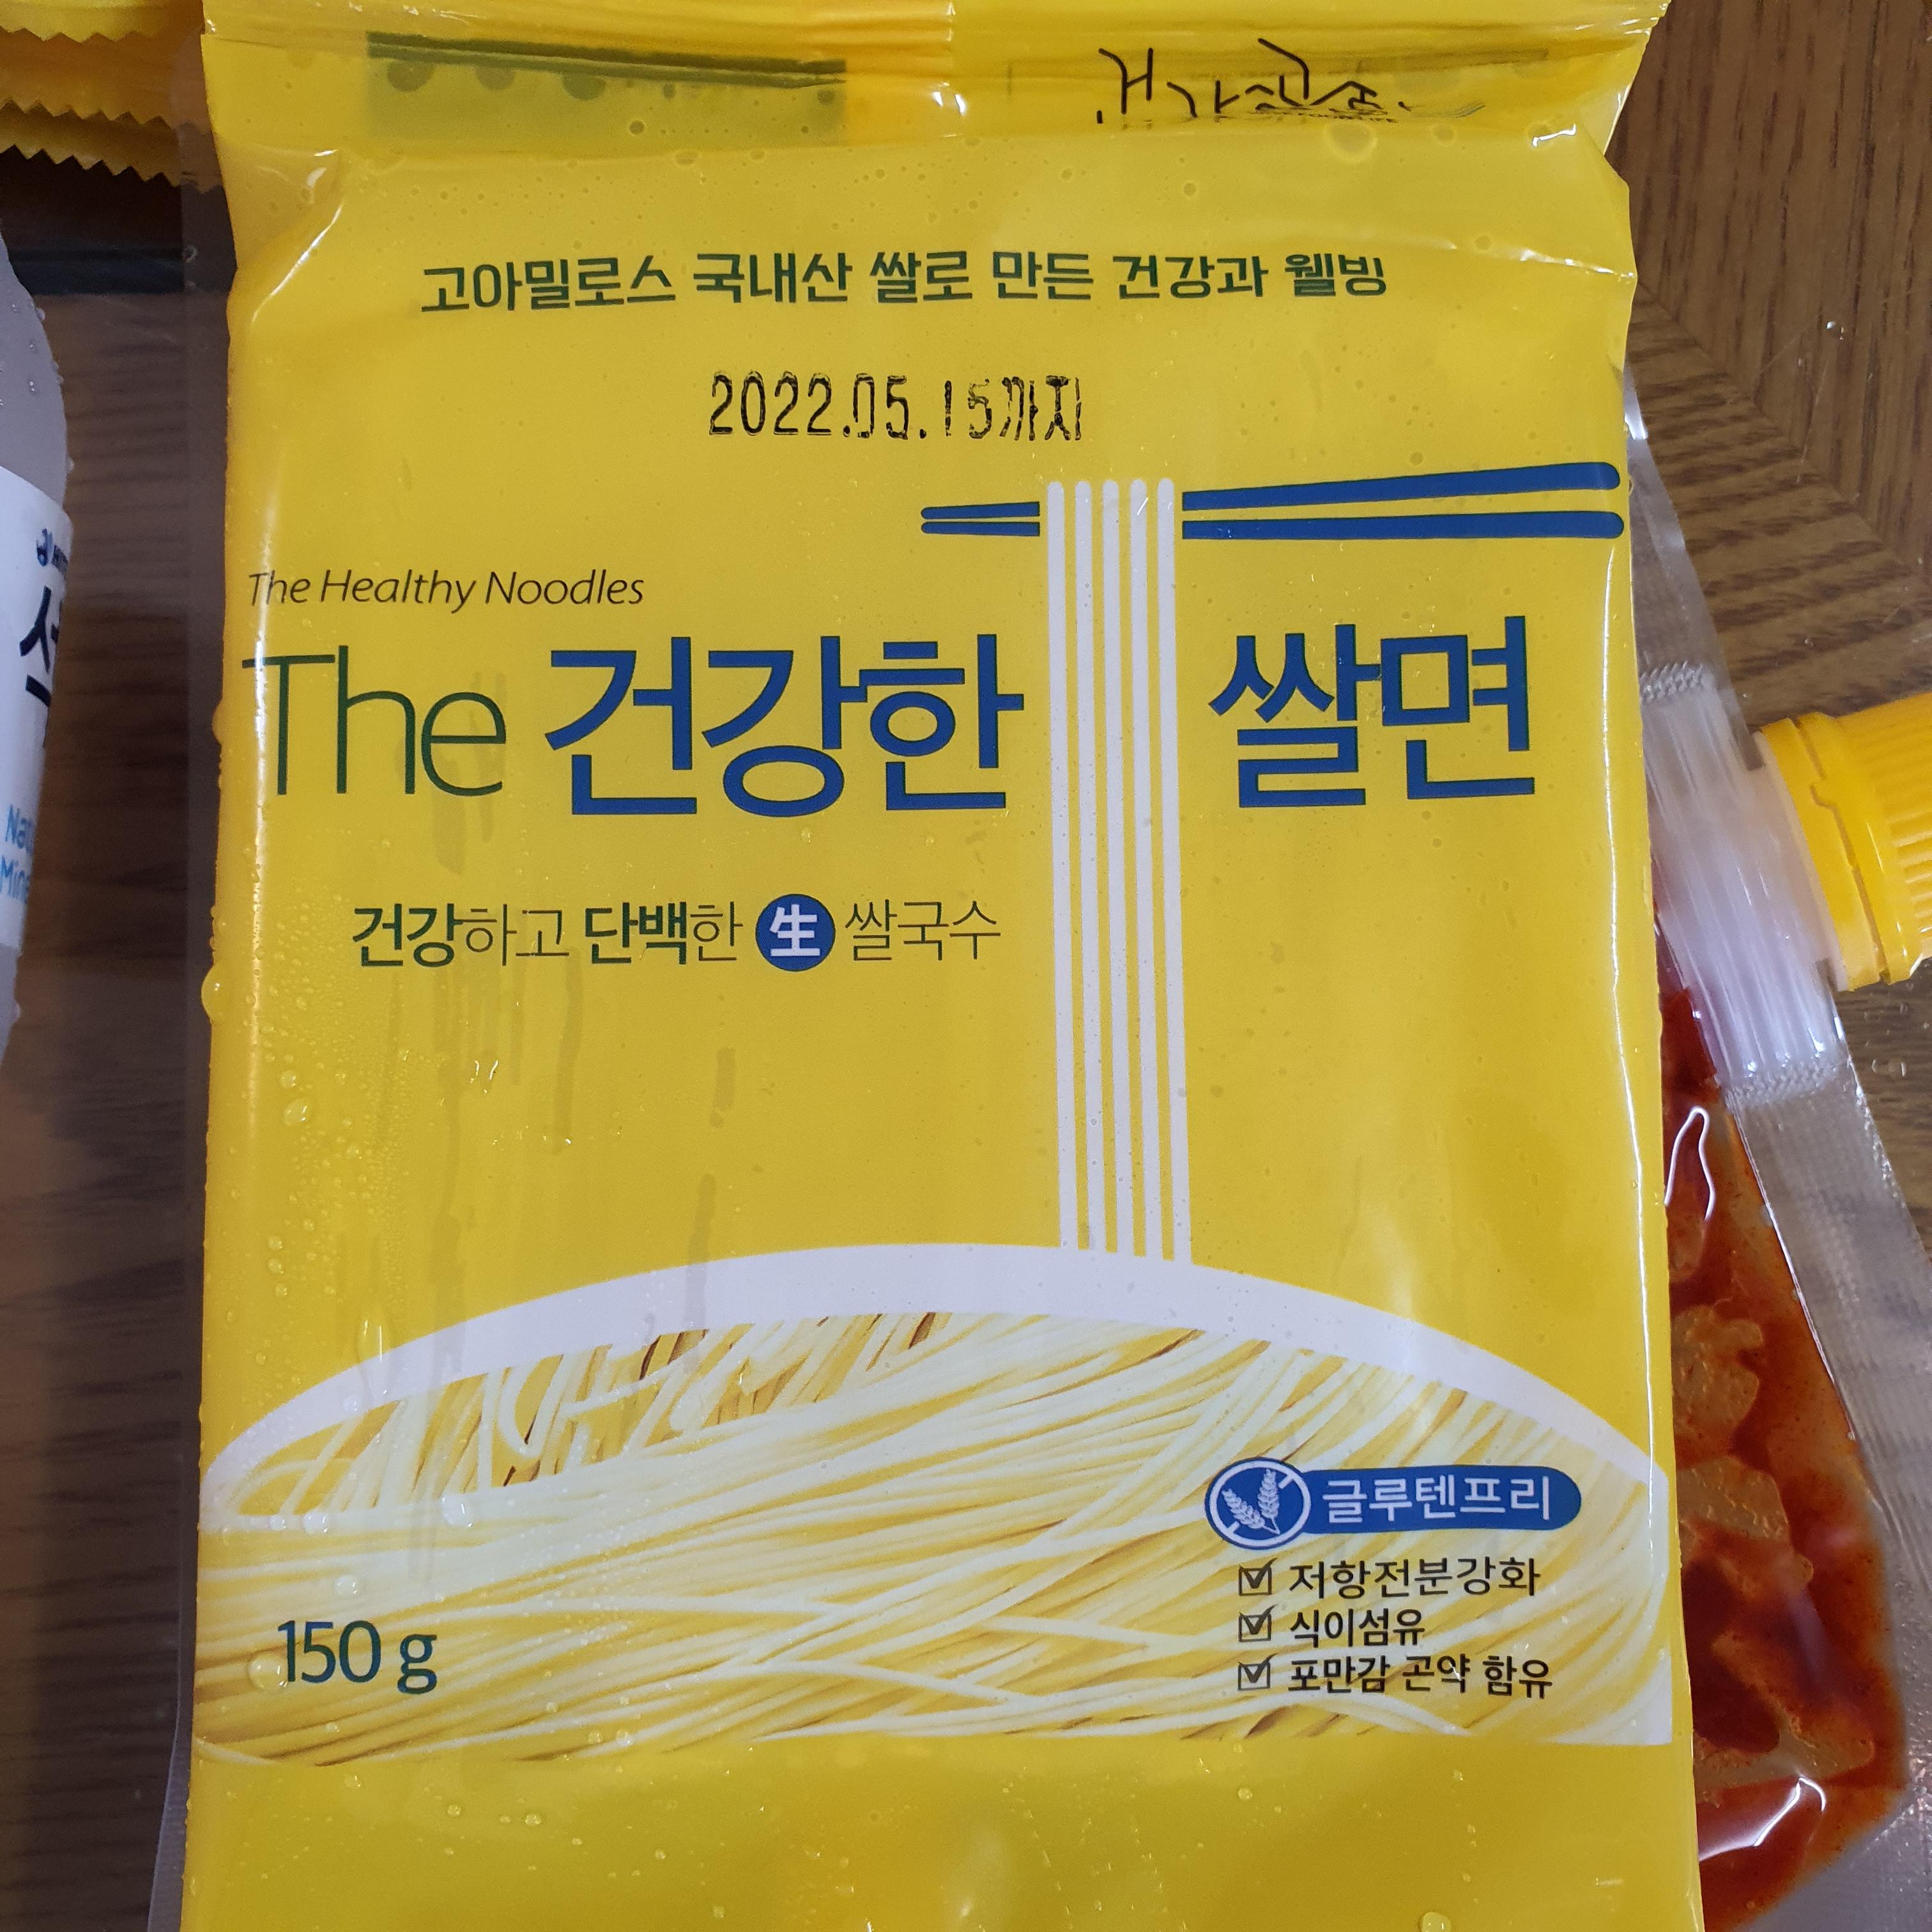 고아밀로스 국내산 쌀로 만든 건강과 웰빙
2022.05.15까지
The Healthy Noodles
The 건강한 쌀면
건강하고 단백한 生 쌀국수
글루텐프리
저항전분강화
식이섬유
포만감 곤약 함유
150 g